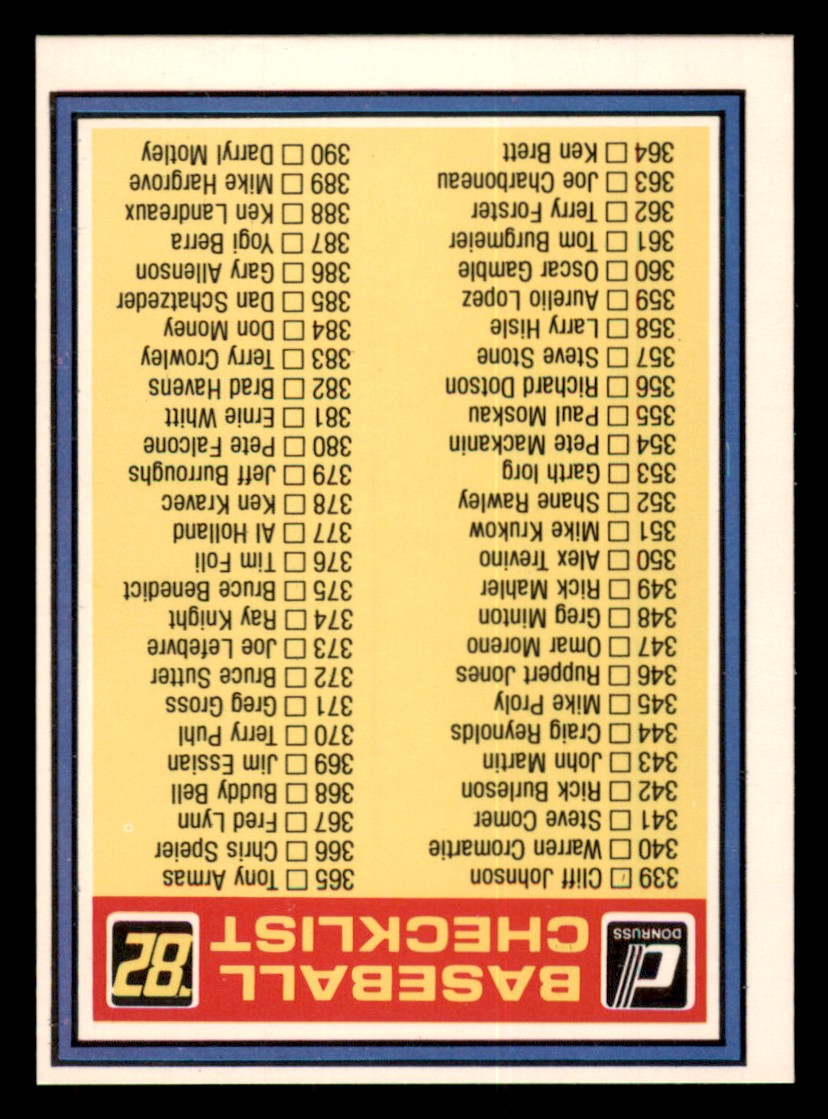 DONRUSS
BASEBALL
CHECKLIST
'82
339 Cliff Johnson
340 Warren Cromartie
341 Steve Comer
342 Rick Burleson
343 John Martin
344 Craig Reynolds
345 Mike Proly
346 Ruppert Jones
347 Omar Moreno
348 Greg Minton
349 Rick Mahler
350 Alex Trevino
351 Mike Krukow
352 Shane Rawley
353 Garth Iorg
354 Pete Mackanin
355 Paul Moskau
356 Richard Dotson
357 Steve Stone
358 Larry Hisle
359 Aurelio Lopez
360 Oscar Gamble
361 Tom Burgmeier
362 Terry Forster
363 Joe Charboneau
364 Ken Brett
365 Tony Armas
366 Chris Speier
367 Fred Lynn
368 Buddy Bell
369 Jim Essian
370 Terry Puhl
371 Greg Gross
372 Bruce Sutter
373 Joe Lefebvre
374 Ray Knight
375 Bruce Benedict
376 Tim Foli
377 Al Holland
378 Ken Kravec
379 Jeff Burroughs
380 Pete Falcone
381 Ernie Whitt
382 Brad Havens
383 Terry Crowley
384 Don Money
385 Dan Schatzeder
386 Gary Allenson
387 Yogi Berra
388 Ken Landreaux
389 Mike Hargrove
390 Darryl Motley